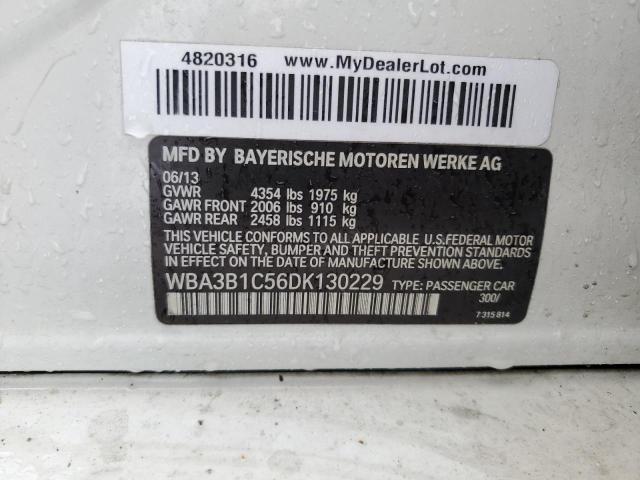 4820316 www.MyDealerLot.com
MFD BY BAYERISCHE MOTOREN WERKE AG
06/13
GVWR 4354 lbs 1975 kg
GAWR FRONT 2006 lbs 910 kg
GAWR REAR 2458 lbs 1115 kg
THIS VEHICLE CONFORMS TO ALL APPLICABLE U.S.FEDERAL MOTOR
VEHICLE SAFETY, BUMPER AND THEFT PREVENTION STANDARDS
IN EFFECT ON THE DATE OF MANUFACTURE SHOWN ABOVE.
WBA3B1C56DK130229 TYPE: PASSENGER CAR
300/
7 315 814